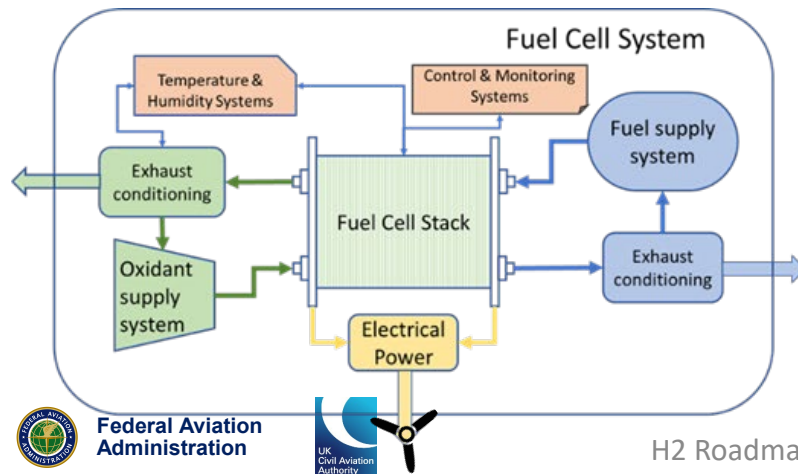 Fuel Cell System
Temperature &
Humidity Systems
Control & Monitoring
Systems
Fuel supply
system
Exhaust
conditioning
Fuel Cell Stack
Oxidant
supply
system
Exhaust
conditioning
Electrical
Power
Federal Aviation
Administration
UK
Civil Aviation
Authority
H2 Roadma